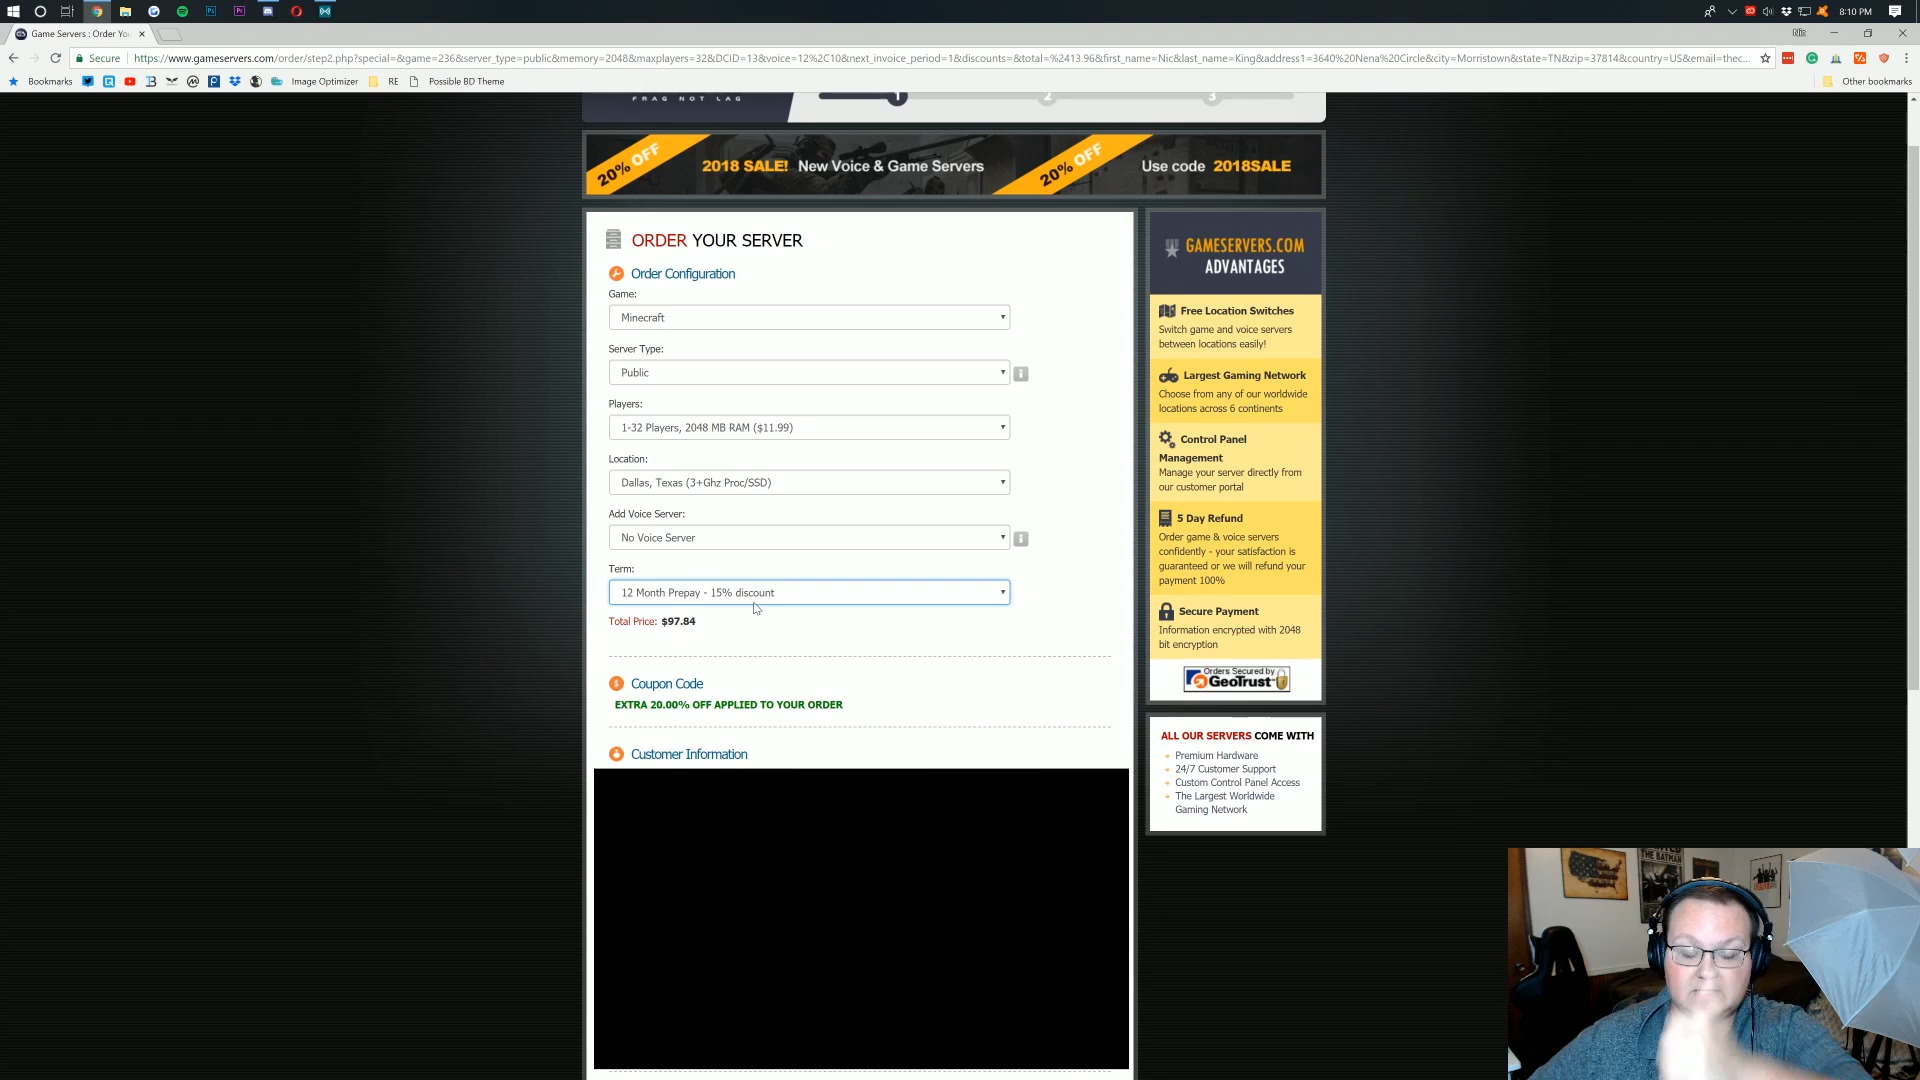 8:10 PM
Game Servers : Order You
Secure
https://www.gameservers.com/order/step2.php?special=&game=236&server_type=public&memory=2048&maxplayers=32&DCID=13&voice=12%2C10&next_invoice_period=1&discounts=&total=%2413.96&first_name=Nic&last_name=King&address1=3640%20Nena%20Circle&city=Morristown&state=TN&zip=37814&country=US&email=thec...
Bookmarks
Image Optimizer
RE
Possible BD Theme
Other bookmarks
FRAG NOT LAG
1
2
3
20% OFF
2018 SALE! New Voice & Game Servers
20% OFF
Use code 2018SALE
ORDER YOUR SERVER
Order Configuration
Game:
Minecraft
Server Type:
Public
Players:
1-32 Players, 2048 MB RAM ($11.99)
Location:
Dallas, Texas (3+Ghz Proc/SSD)
Add Voice Server:
No Voice Server
Term:
12 Month Prepay - 15% discount
Total Price: $97.84
Coupon Code
EXTRA 20.00% OFF APPLIED TO YOUR ORDER
Customer Information
GAMESERVERS.COM
ADVANTAGES
Free Location Switches
Switch game and voice servers
between locations easily!
Largest Gaming Network
Choose from any of our worldwide
locations across 6 continents
Control Panel
Management
Manage your server directly from
our customer portal
5 Day Refund
Order game & voice servers
confidently - your satisfaction is
guaranteed or we will refund your
payment 100%
Secure Payment
Information encrypted with 2048
bit encryption
Orders Secured by
GeoTrust
ALL OUR SERVERS COME WITH
Premium Hardware
24/7 Customer Support
Custom Control Panel Access
The Largest Worldwide
Gaming Network
THE BATMAN